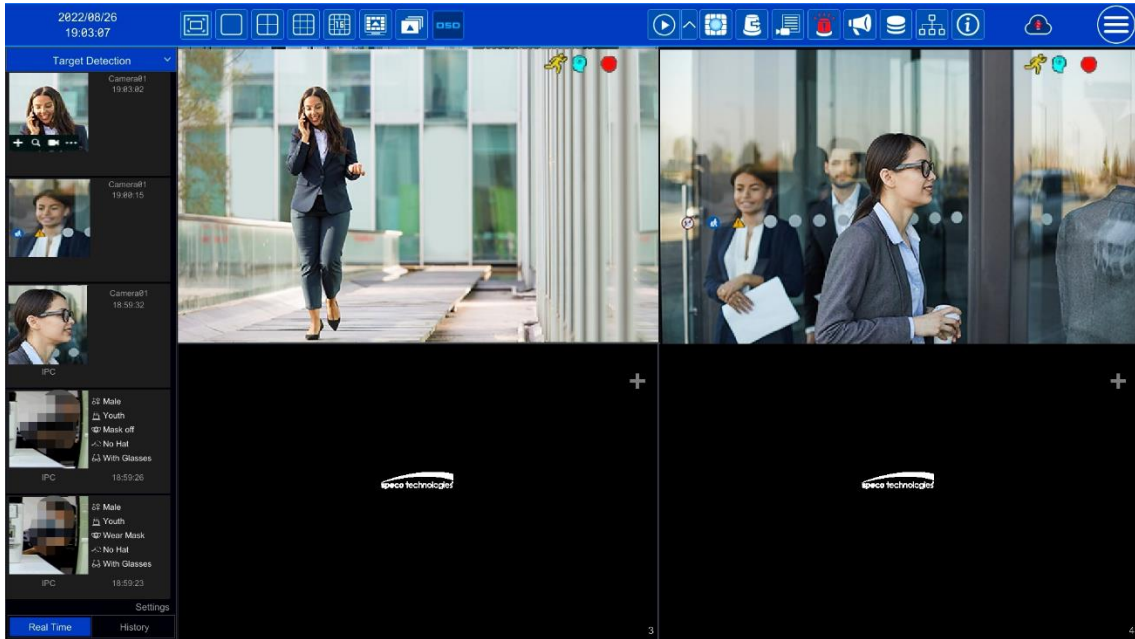 2022/08/26
19:03:07
16
OSD
Target Detection
Camera01
19:03:02
Camera01
19:00:15
Camera01
18:59:32
IPC
Male
Youth
Mask off
No Hat
With Glasses
IPC
18:59:26
Male
Youth
Wear Mask
No Hat
With Glasses
IPC
18:59:23
Settings
Real Time
History
speco technologies
3
speco technologies
4